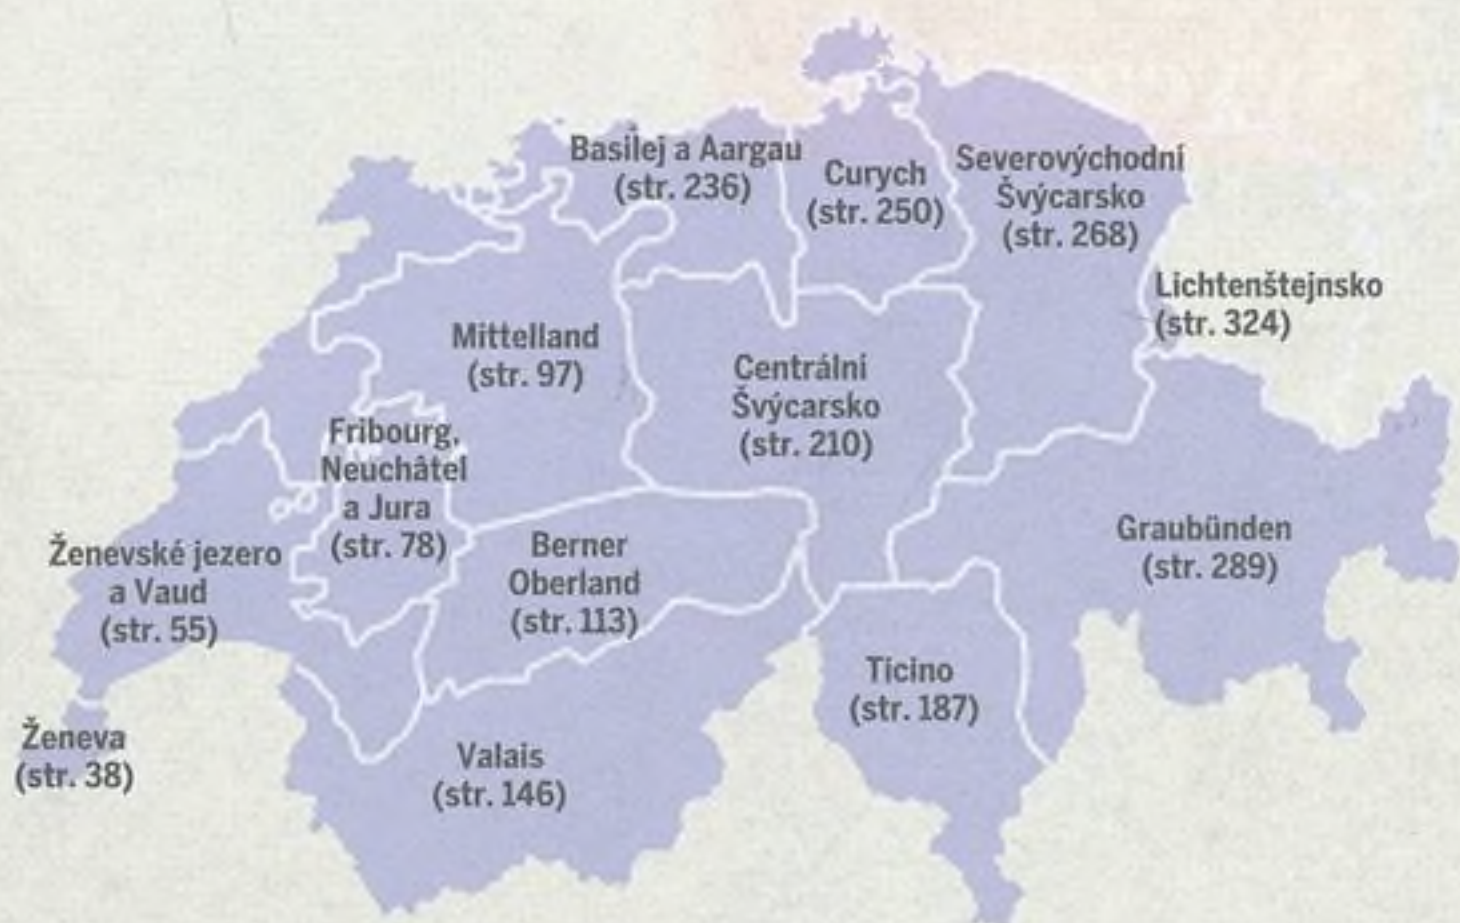 Basilej a Aargau
(str. 236)
Curych
(str. 250)
Severovýchodní
Švýcarsko
(str. 268)
Lichtenštejnsko
(str. 324)
Mittelland
(str. 97)
Centrální
Švýcarsko
(str. 210)
Fribourg,
Neuchâtel
a Jura
(str. 78)
Ženevské jezero
a Vaud
(str. 55)
Berner
Oberland
(str. 113)
Graubünden
(str. 289)
Ženeva
(str. 38)
Valais
(str. 146)
Ticino
(str. 187)